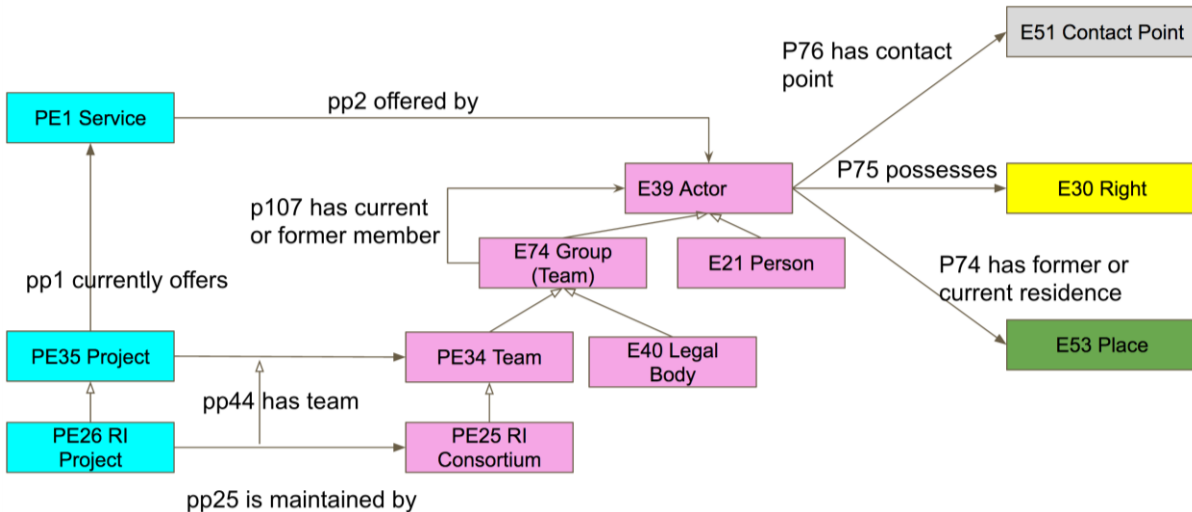 E51 Contact Point
P76 has contact
point
pp2 offered by
PE1 Service
P75 possesses
E39 Actor
E30 Right
p107 has current
or former member
E74 Group
(Team)
E21 Person
pp1 currently offers
P74 has former or
current residence
PE35 Project
PE34 Team
E40 Legal
Body
E53 Place
pp44 has team
PE26 RI
Project
PE25 RI
Consortium
pp25 is maintained by